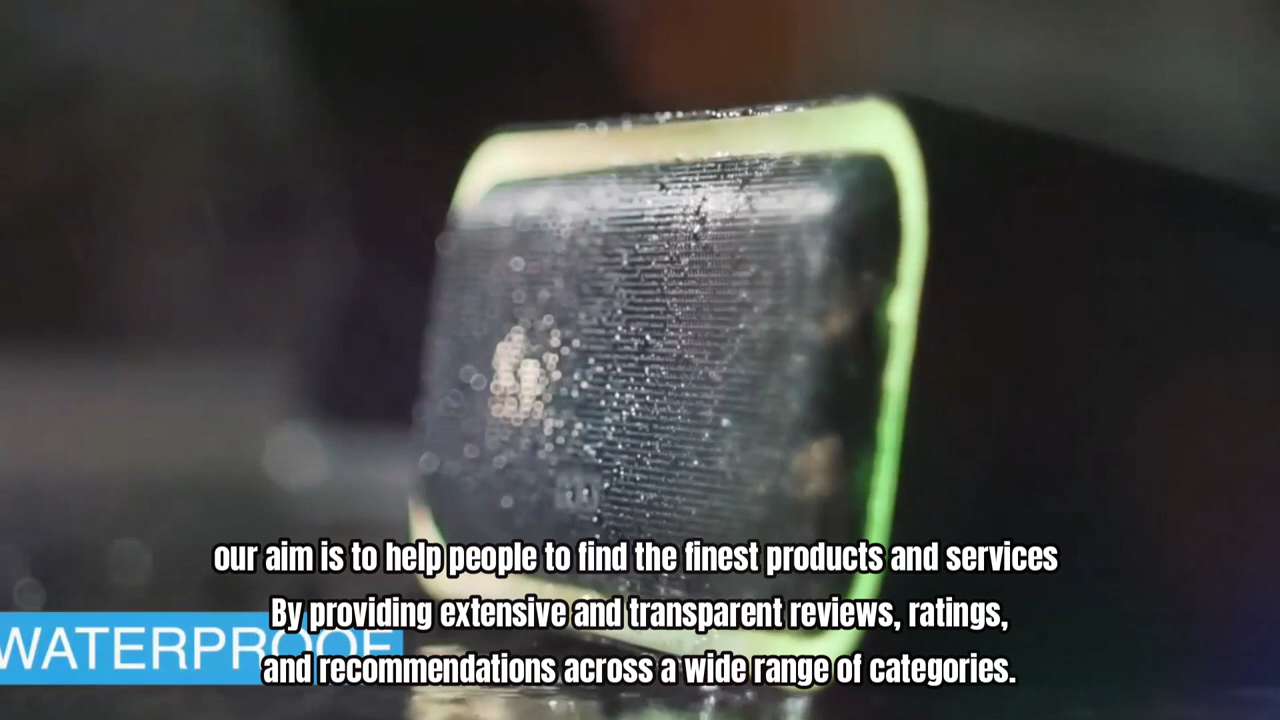 our aim is to help people to find the finest products and services
By providing extensive and transparent reviews, ratings,
WATERPROOF
and recommendations across a wide range of categories.